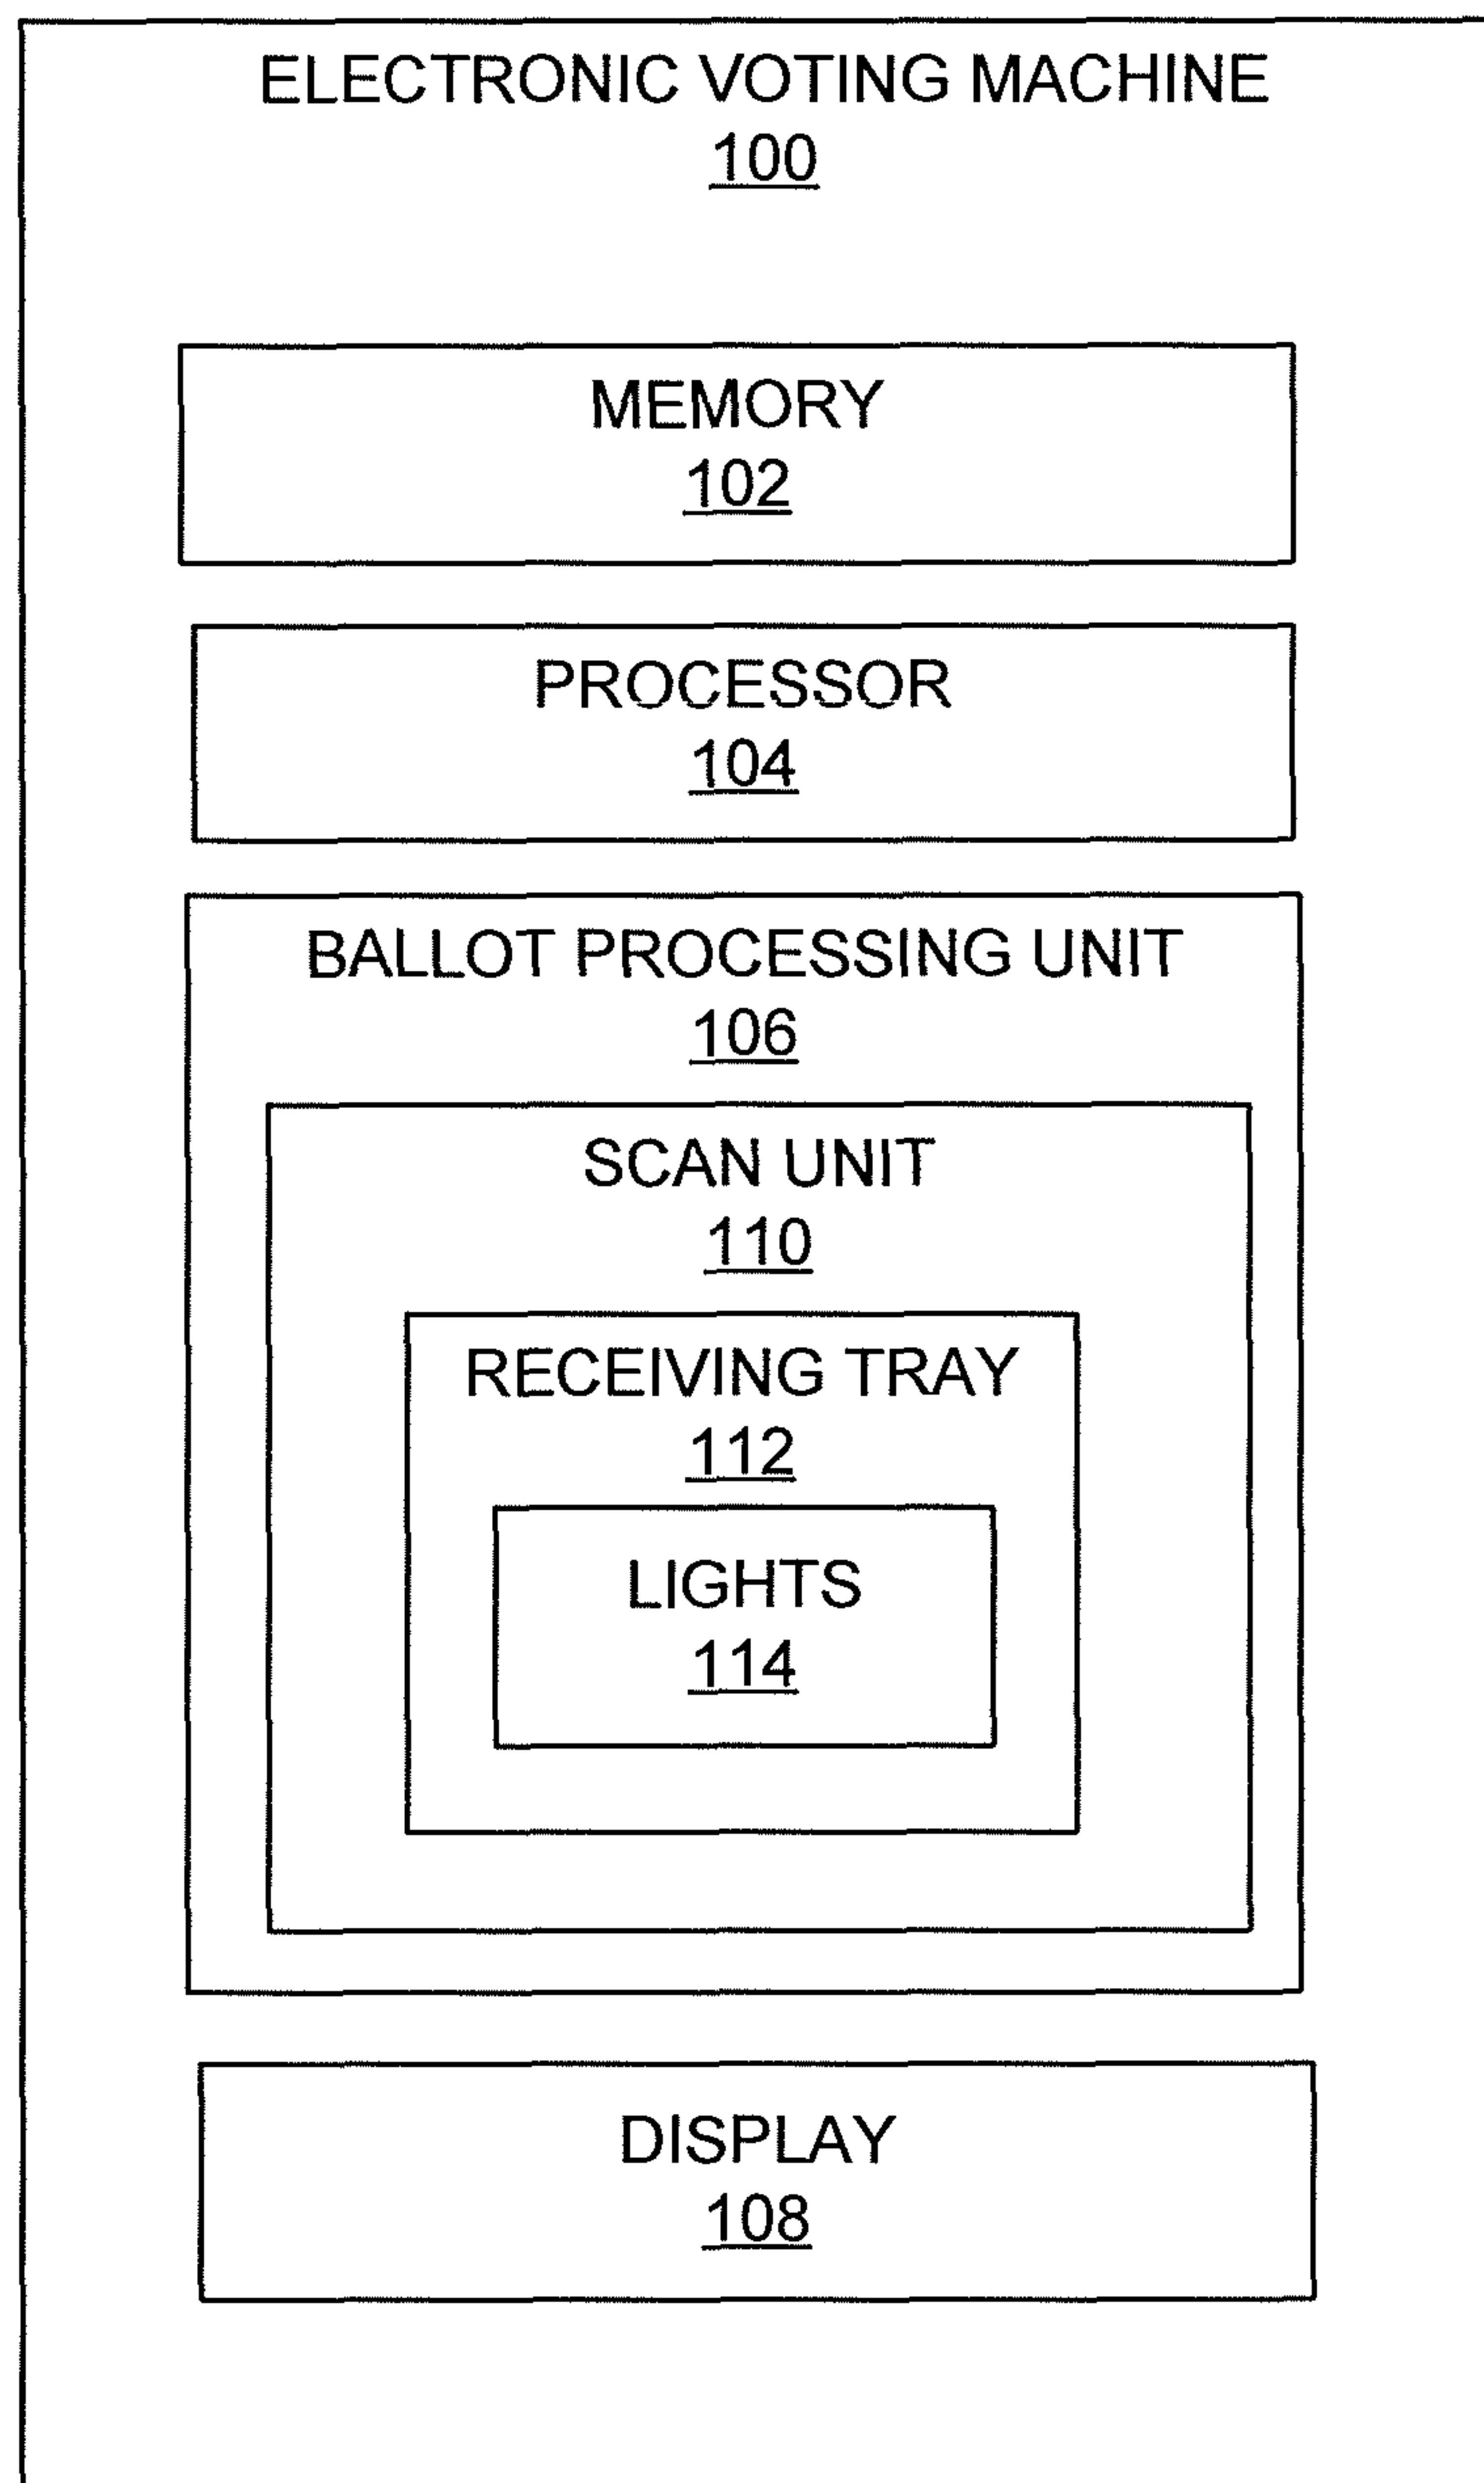 ELECTRONIC VOTING MACHINE
100
MEMORY
102
PROCESSOR
104
BALLOT PROCESSING UNIT
106
SCAN UNIT
110
RECEIVING TRAY
112
LIGHTS
114
DISPLAY
108